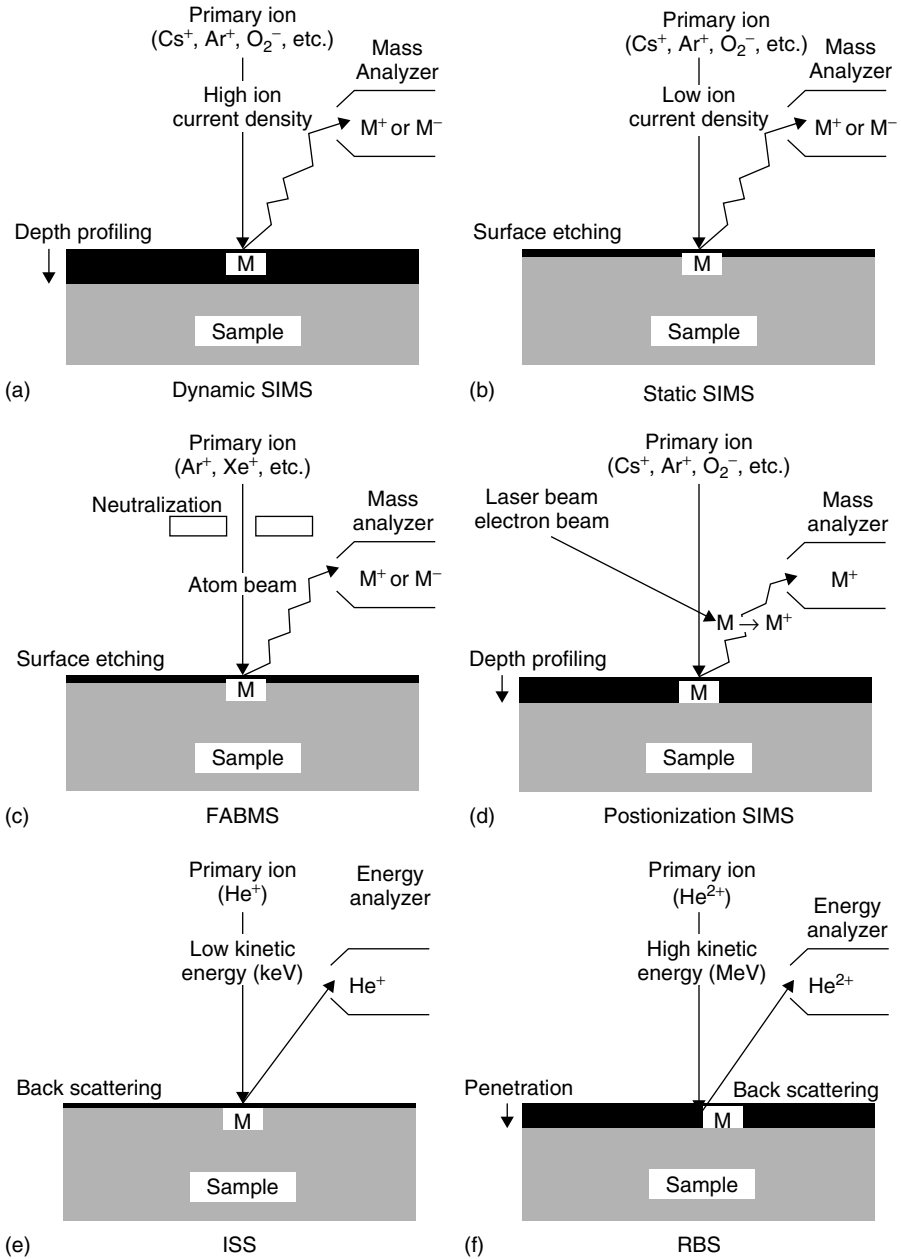 Primary ion
(Cs⁺, Ar⁺, O₂⁻, etc.)
Mass
Analyzer
High ion
current density
M⁺ or M⁻
Depth profiling
M
Sample
(a)
Dynamic SIMS
Primary ion
(Cs⁺, Ar⁺, O₂⁻, etc.)
Mass
Analyzer
Low ion
current density
M⁺ or M⁻
Surface etching
M
Sample
(b)
Static SIMS
Primary ion
(Ar⁺, Xe⁺, etc.)
Neutralization
Mass
analyzer
Atom beam
M⁺ or M⁻
Surface etching
M
Sample
(c)
FABMS
Primary ion
(Cs⁺, Ar⁺, O₂⁻, etc.)
Laser beam
electron beam
Mass
analyzer
M⁺
M → M⁺
Depth profiling
M
Sample
(d)
Postionization SIMS
Primary ion
(He⁺)
Energy
analyzer
Low kinetic
energy (keV)
He⁺
Back scattering
M
Sample
(e)
ISS
Primary ion
(He²⁺)
Energy
analyzer
High kinetic
energy (MeV)
He²⁺
Penetration
Back scattering
M
Sample
(f)
RBS